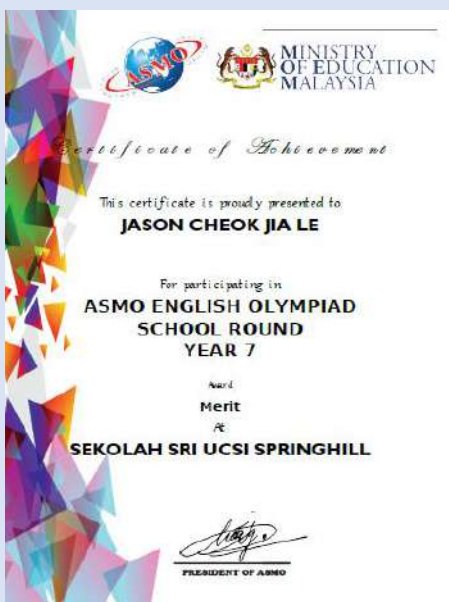 ASMO
MINISTRY
OF EDUCATION
MALAYSIA
Certificate of Achievement
This certificate is proudly presented to
JASON CHEOK JIA LE
For participating in
ASMO ENGLISH OLYMPIAD
SCHOOL ROUND
YEAR 7
Award
Merit
At
SEKOLAH SRI UCSI SPRINGHILL
PRESIDENT OF ASMO